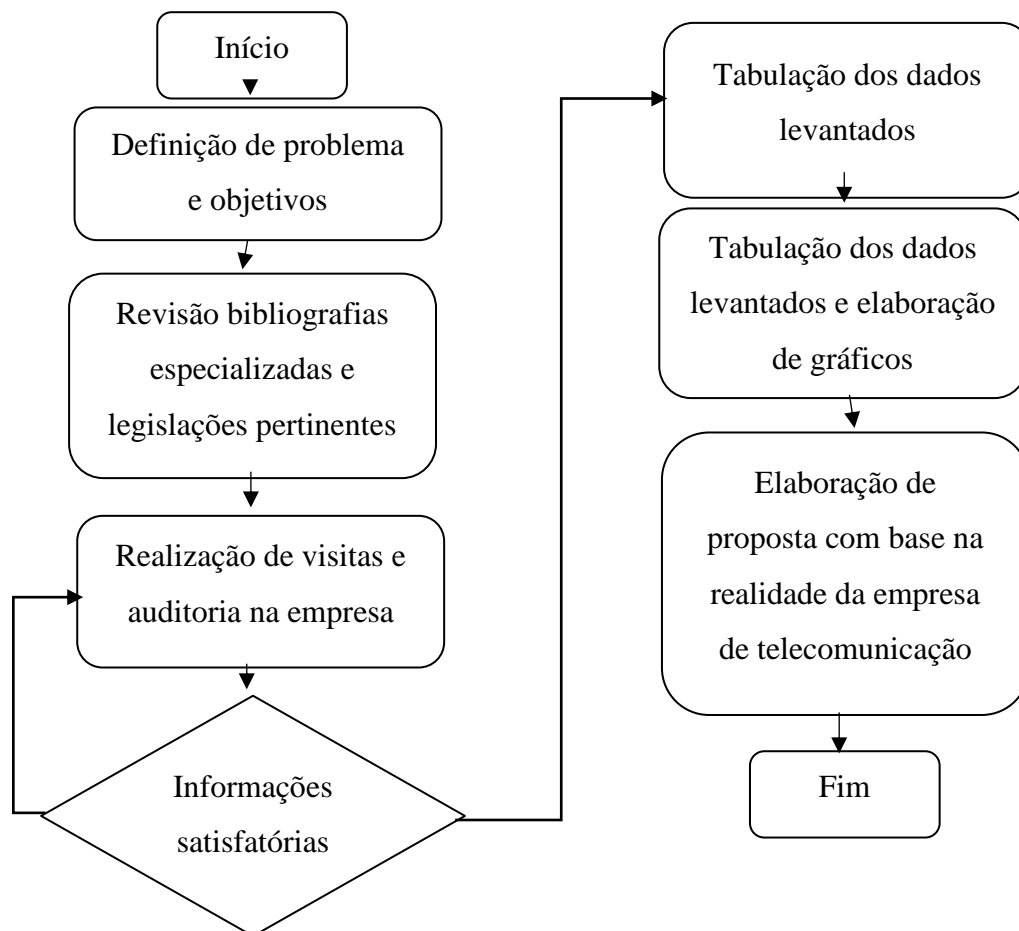 Início
Definição de problema
e objetivos
Revisão bibliografias
especializadas e
legislações pertinentes
Realização de visitas e
auditoria na empresa
Informações
satisfatórias
Tabulação dos dados
levantados
Tabulação dos dados
levantados e elaboração
de gráficos
Elaboração de
proposta com base na
realidade da empresa
de telecomunicação
Fim